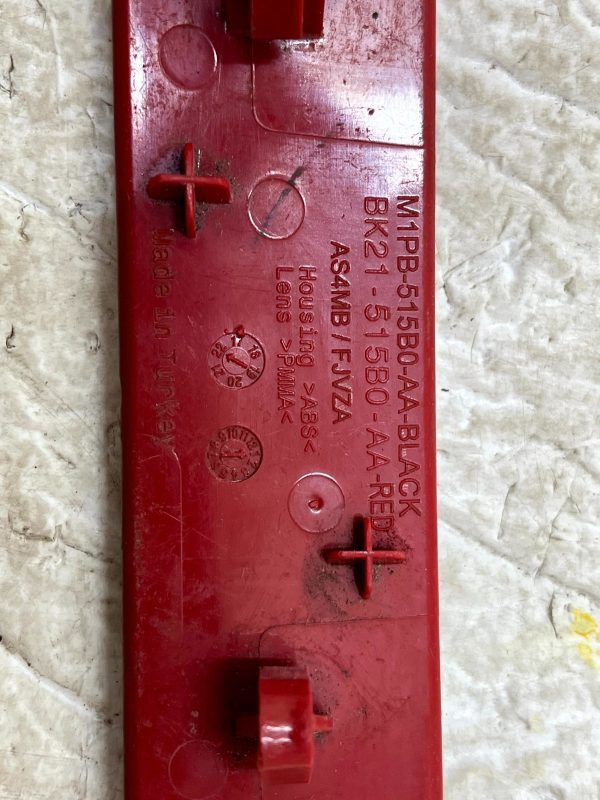 M1PB-515B0-AA-BLACK
BK21-515B0-AA-RED
AS4MB / FJVZA
Housing >ABS<
Lens >PMMA<
Made in Turkey